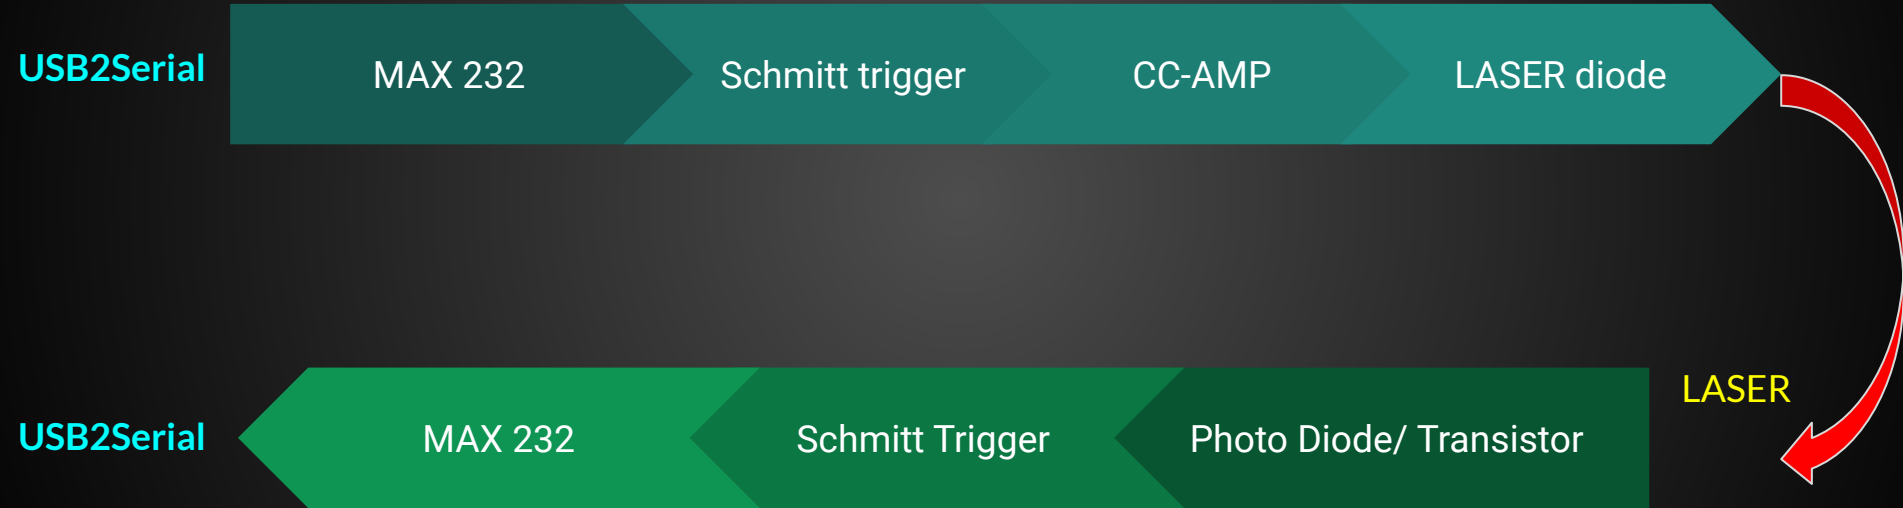 USB2Serial
MAX 232
Schmitt trigger
CC-AMP
LASER diode
LASER
USB2Serial
MAX 232
Schmitt Trigger
Photo Diode/ Transistor